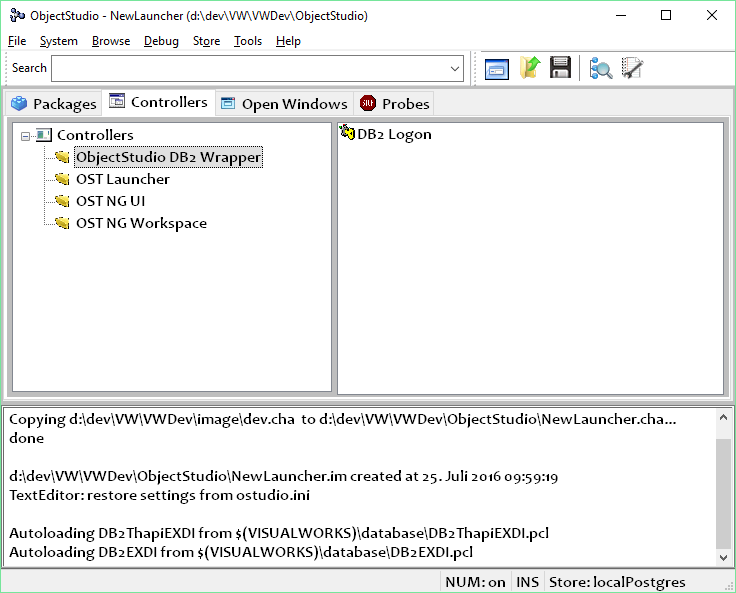 ObjectStudio - NewLauncher (d:\dev\VW\VWDev\ObjectStudio)
File System Browse Debug Store Tools Help
Search
Packages Controllers Open Windows Probes
Controllers
ObjectStudio DB2 Wrapper
OST Launcher
OST NG UI
OST NG Workspace
DB2 Logon
Copying d:\dev\VW\VWDev\image\dev.cha to d:\dev\VW\VWDev\ObjectStudio\NewLauncher.cha...
done
d:\dev\VW\VWDev\ObjectStudio\NewLauncher.im created at 25. Juli 2016 09:59:19
TextEditor: restore settings from ostudio.ini
Autoloading DB2ThapiEXDI from $(VISUALWORKS)\database\DB2ThapiEXDI.pcl
Autoloading DB2EXDI from $(VISUALWORKS)\database\DB2EXDI.pcl
NUM: on INS Store: localPostgres